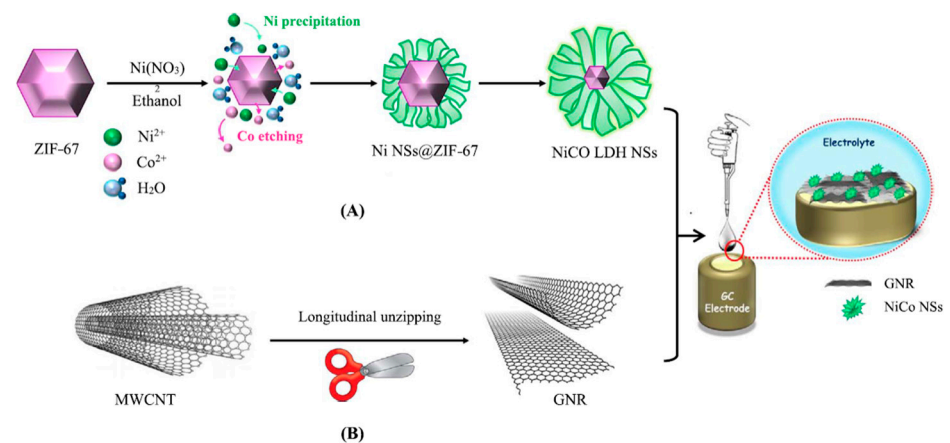 Ni precipitation
Ni(NO₃)
2
Ethanol
Co etching
ZIF-67
Ni NSs@ZIF-67
NiCO LDH NSs
Ni²⁺
Co²⁺
H₂O
(A)
Electrolyte
GC
Electrode
GNR
NiCo NSs
Longitudinal unzipping
MWCNT
GNR
(B)